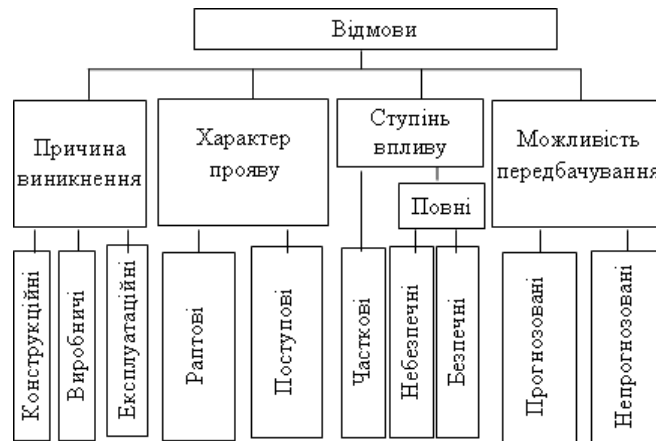 Відмови
Причина
виникнення
Характер
прояву
Ступінь
впливу
Можливість
передбачування
Повні
Конструкційні
Виробничі
Експлуатаційні
Раптові
Поступові
Часткові
Небезпечні
Безпечні
Прогнозовані
Непрогнозовані